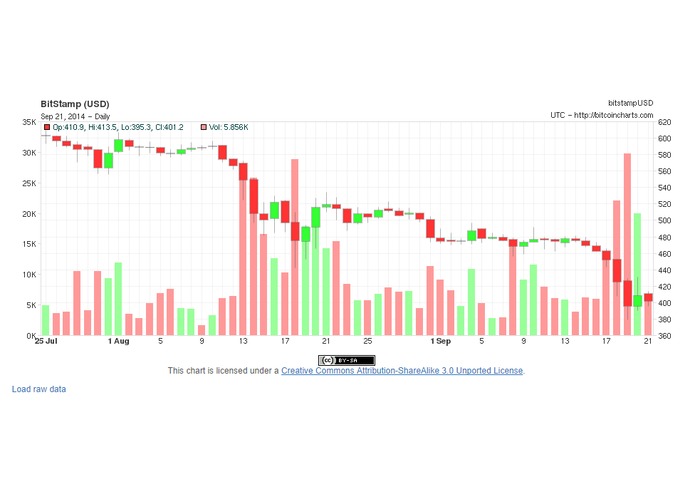 BitStamp (USD)
bitstampUSD
Sep 21, 2014 - Daily
UTC - http://bitcoincharts.com
Op:410.9, Hi:413.5, Lo:395.3, Cl:401.2
Vol: 5.856K
35K
30K
25K
20K
15K
10K
5K
0K
620
600
580
560
540
520
500
480
460
440
420
400
380
360
25 Jul
1 Aug
5
9
13
17
21
25
1 Sep
5
9
13
17
21
cc BY-SA
This chart is licensed under a Creative Commons Attribution-ShareAlike 3.0 Unported License.
Load raw data